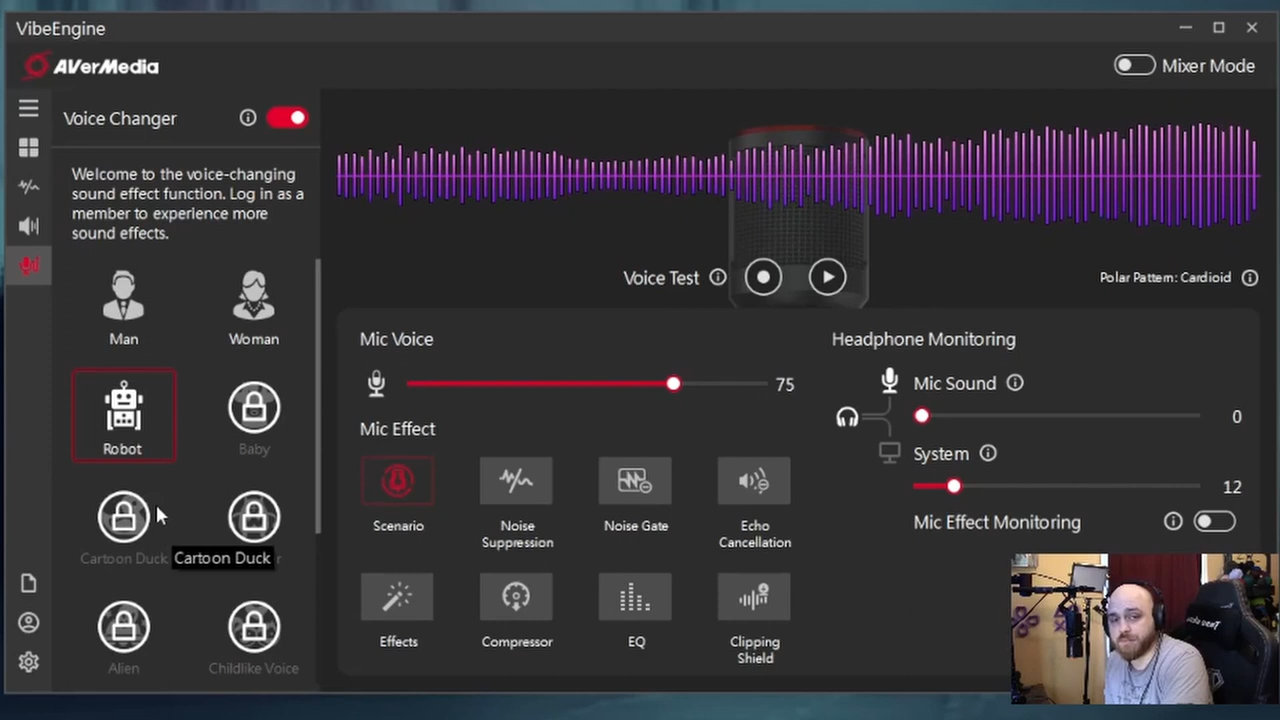 VibeEngine
AVerMedia
Mixer Mode
Voice Changer
Welcome to the voice-changing
sound effect function. Log in as a
member to experience more
sound effects.
Man
Woman
Robot
Baby
Cartoon Duck
Cartoon Duck
Alien
Childlike Voice
Voice Test
Polar Pattern: Cardioid
Mic Voice
75
Mic Effect
Scenario
Noise
Suppression
Noise Gate
Echo
Cancellation
Effects
Compressor
EQ
Clipping
Shield
Headphone Monitoring
Mic Sound
0
System
12
Mic Effect Monitoring